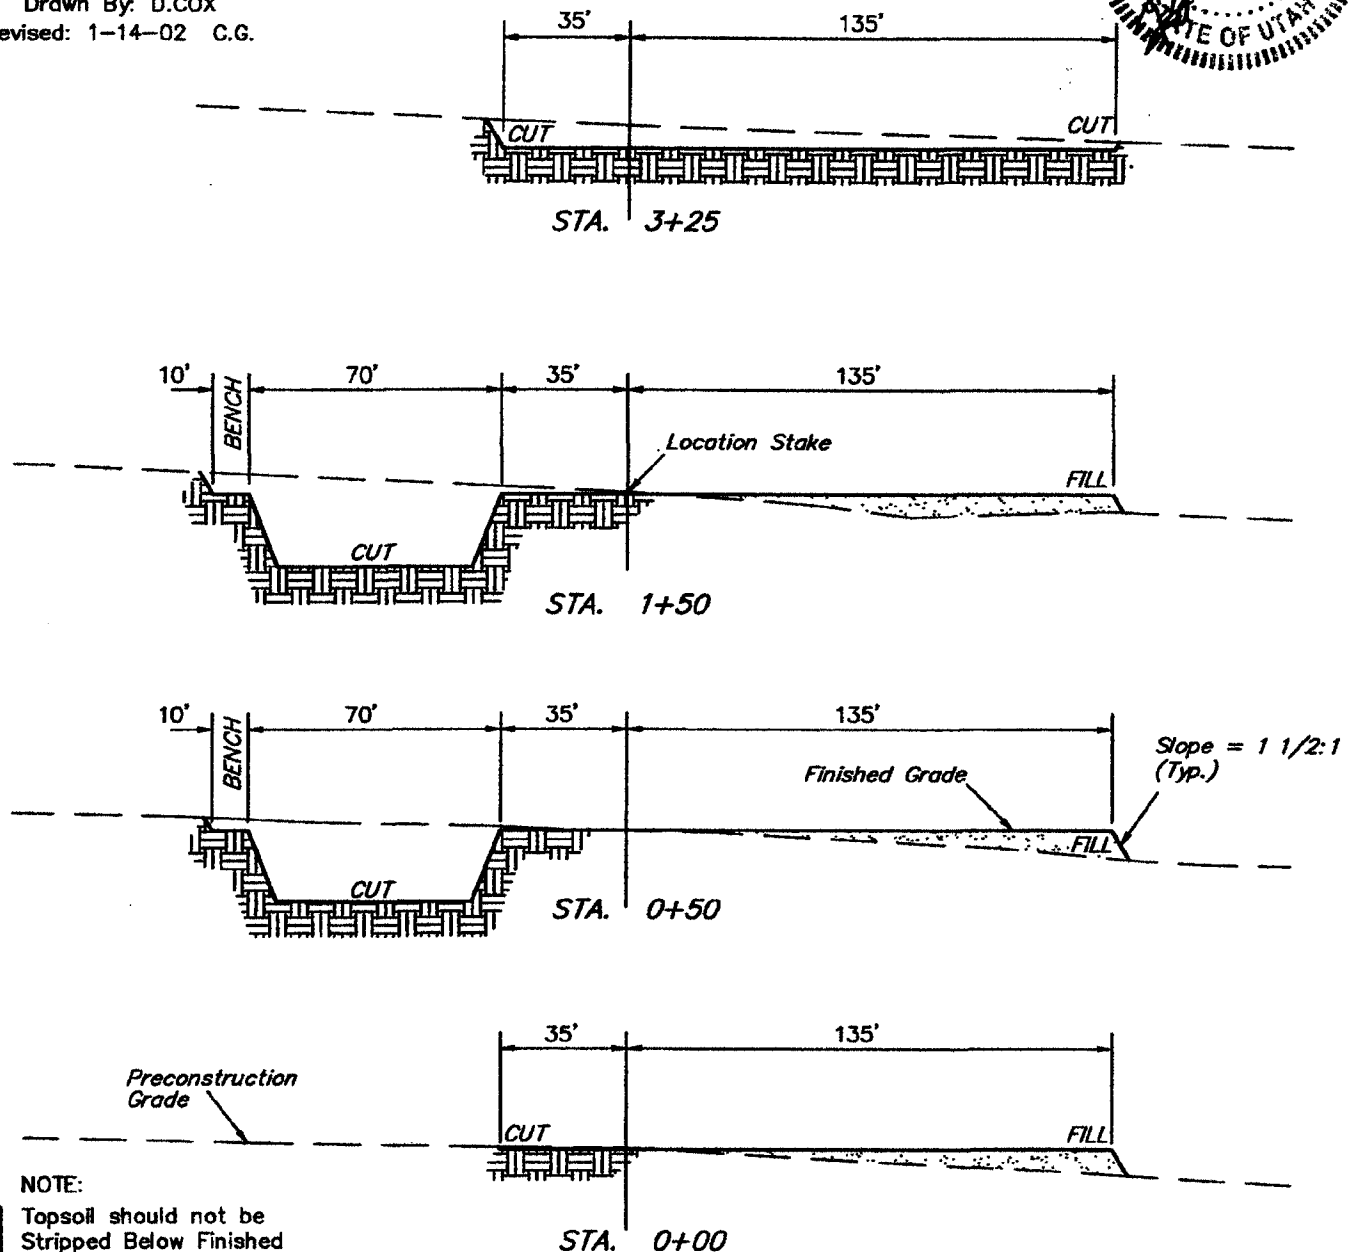 Drawn By: D.COX
evised: 1-14-02 C.G.
STATE OF UTAH
35' 135'
CUT CUT
STA. 3+25
10' BENCH 70' 35' 135'
Location Stake
FILL
CUT
STA. 1+50
10' BENCH 70' 35' 135'
Slope = 1 1/2:1
(Typ.)
Finished Grade
FILL
CUT
STA. 0+50
35' 135'
Preconstruction
Grade
CUT FILL
NOTE:
Topsoil should not be
Stripped Below Finished
STA. 0+00